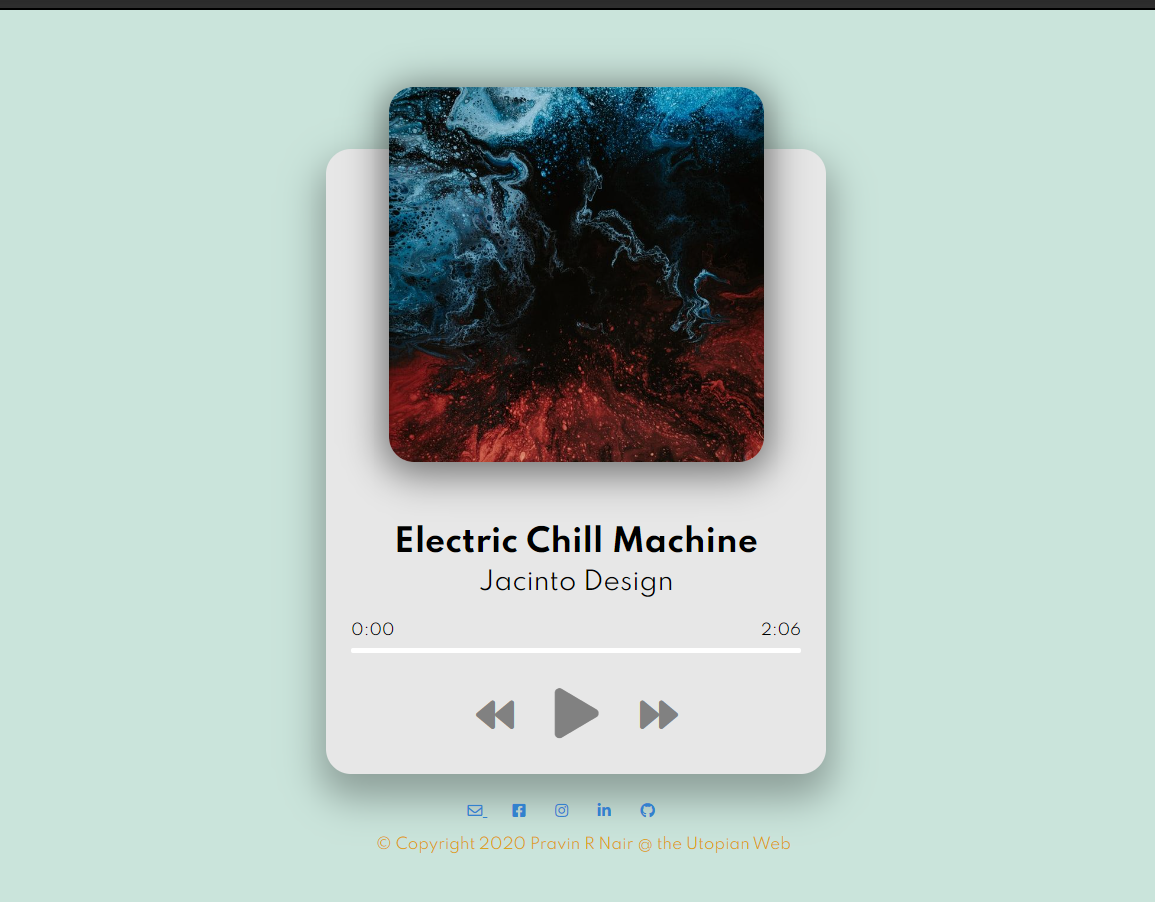 Electric Chill Machine
Jacinto Design
0:00 2:06
© Copyright 2020 Pravin R Nair @ the Utopian Web